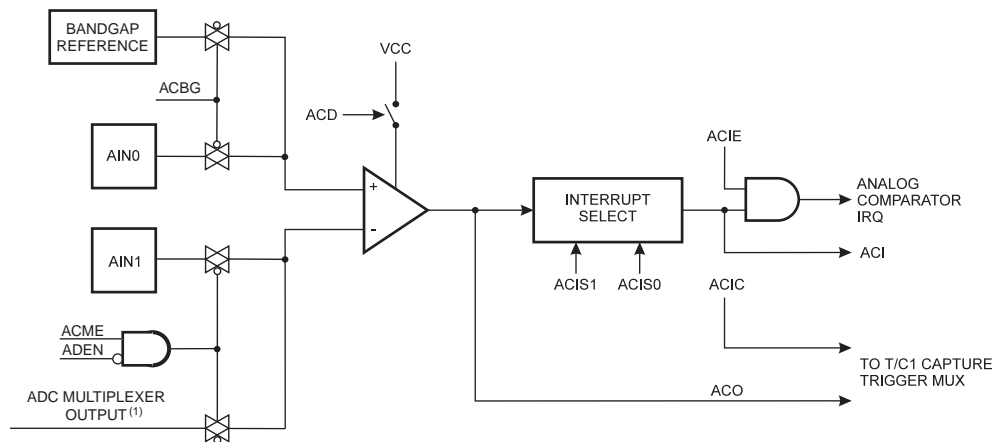 BANDGAP
REFERENCE
VCC
ACBG
ACD
AIN0
ACIE
+
INTERRUPT
SELECT
ANALOG
COMPARATOR
IRQ
-
AIN1
ACI
ACIS1 ACIS0
ACIC
ACME
ADEN
TO T/C1 CAPTURE
TRIGGER MUX
ADC MULTIPLEXER
OUTPUT (1)
ACO